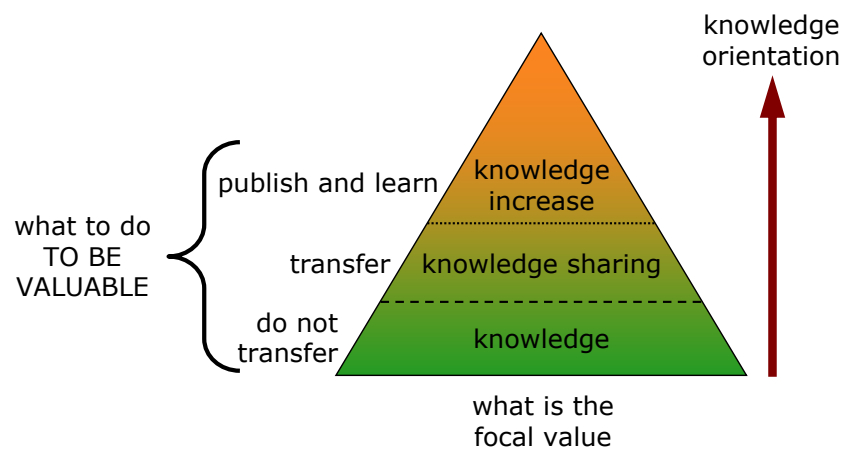 knowledge
orientation
publish and learn
knowledge
increase
what to do
TO BE
VALUABLE
transfer
knowledge sharing
do not
transfer
knowledge
what is the
focal value